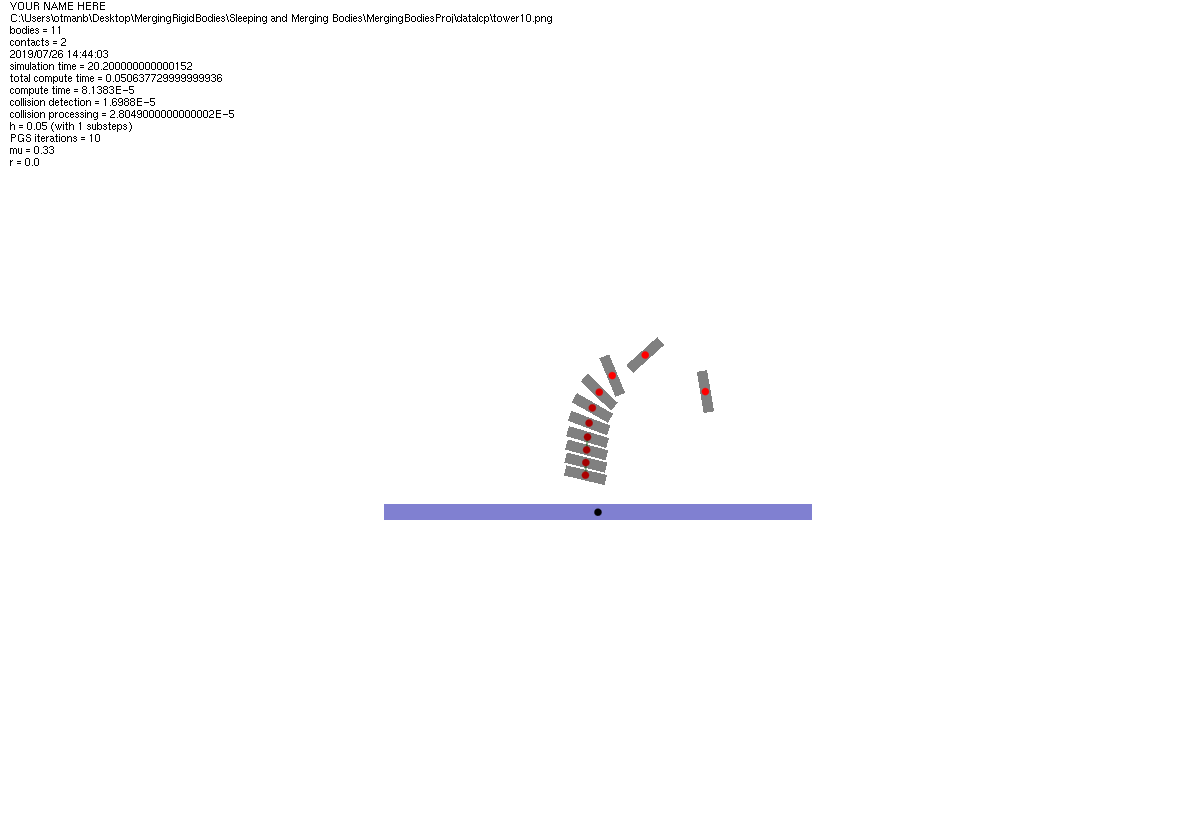 YOUR NAME HERE
C:\Users\otmanb\Desktop\MergingRigidBodies\Sleeping and Merging Bodies\MergingBodiesProj\datalcp\tower10.png
bodies = 11
contacts = 2
2019/07/26 14:44:03
simulation time = 20.200000000000152
total compute time = 0.050637729999999936
compute time = 8.1383E-5
collision detection = 1.6988E-5
collision processing = 2.8049000000000002E-5
h = 0.05 (with 1 substeps)
PGS iterations = 10
mu = 0.33
r = 0.0